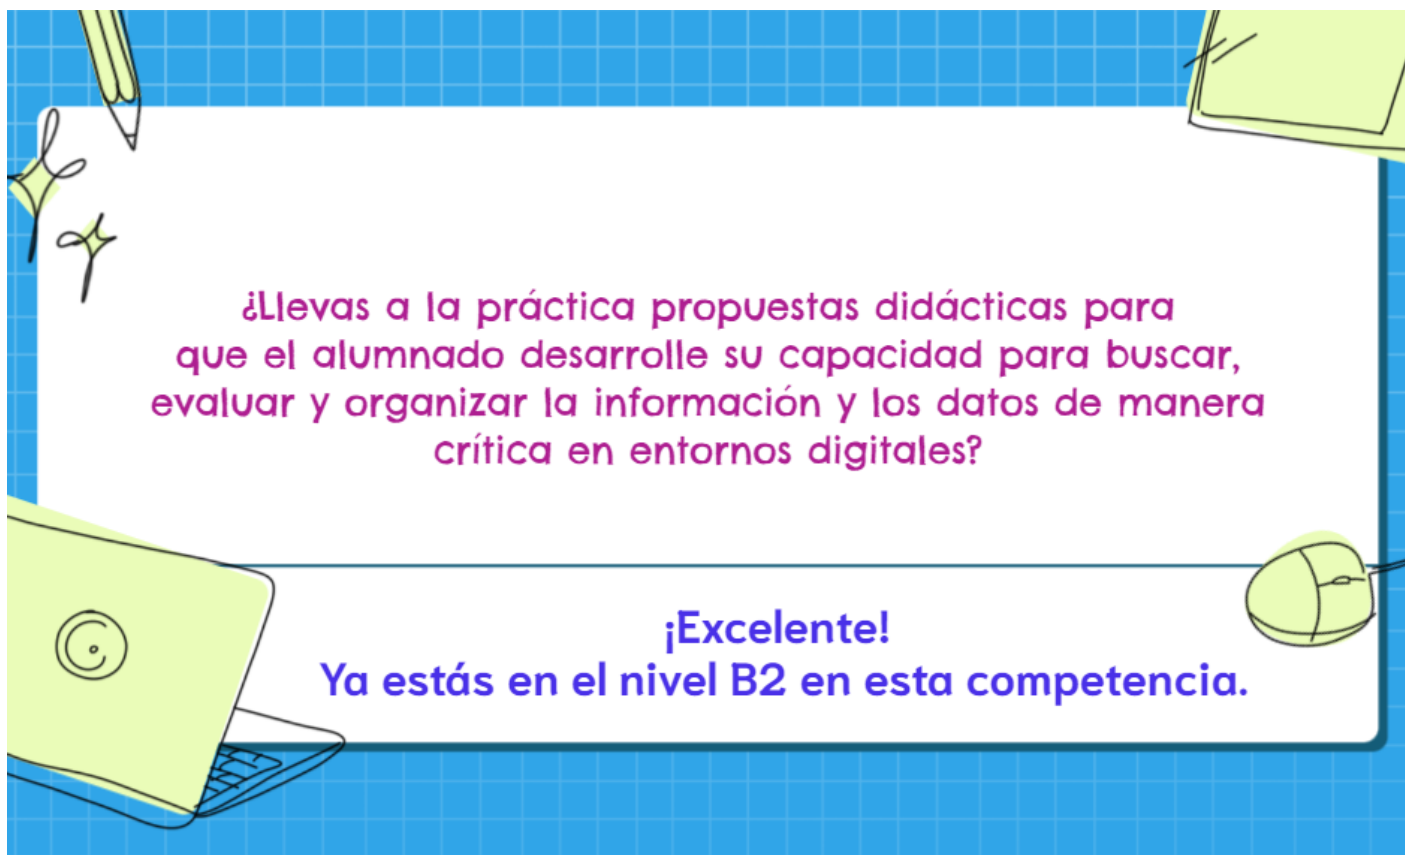 ¿Llevas a la práctica propuestas didácticas para
que el alumnado desarrolle su capacidad para buscar,
evaluar y organizar la información y los datos de manera
crítica en entornos digitales?
¡Excelente!
Ya estás en el nivel B2 en esta competencia.